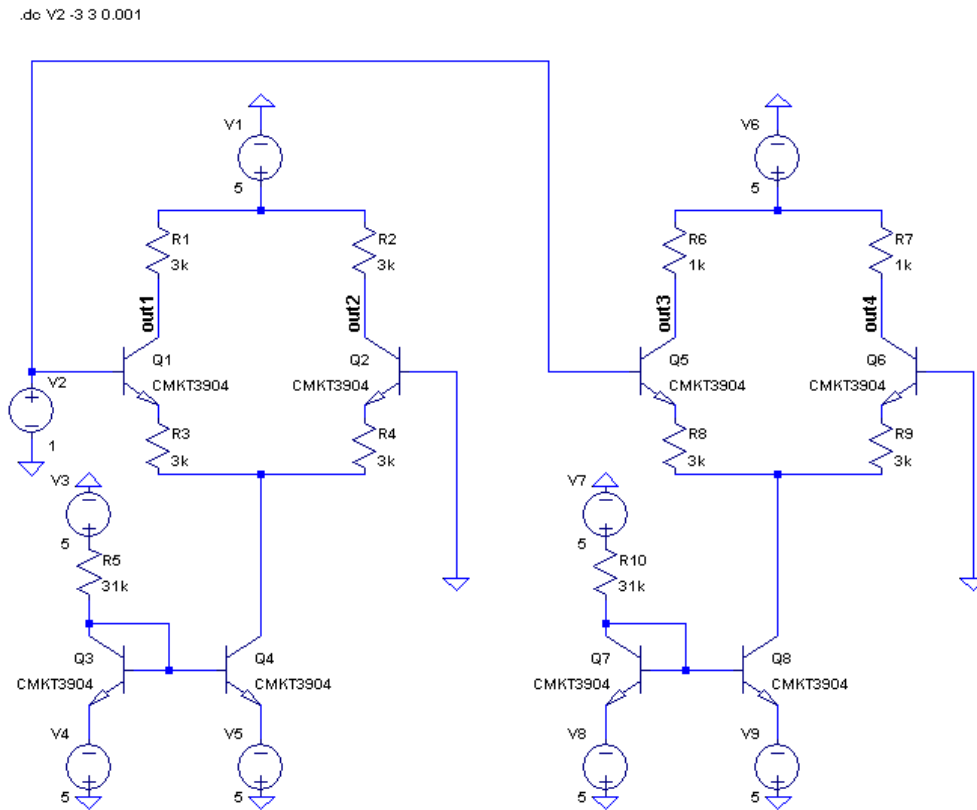 .dc V2 -3 3 0.001
V1
5
V6
5
R1
3k
R2
3k
R6
1k
R7
1k
out1
out2
out3
out4
Q1
CMKT3904
Q2
CMKT3904
Q5
CMKT3904
Q6
CMKT3904
V2
1
R3
3k
R4
3k
R8
3k
R9
3k
V3
5
V7
5
R5
31k
R10
31k
Q3
CMKT3904
Q4
CMKT3904
Q7
CMKT3904
Q8
CMKT3904
V4
5
V5
5
V8
5
V9
5